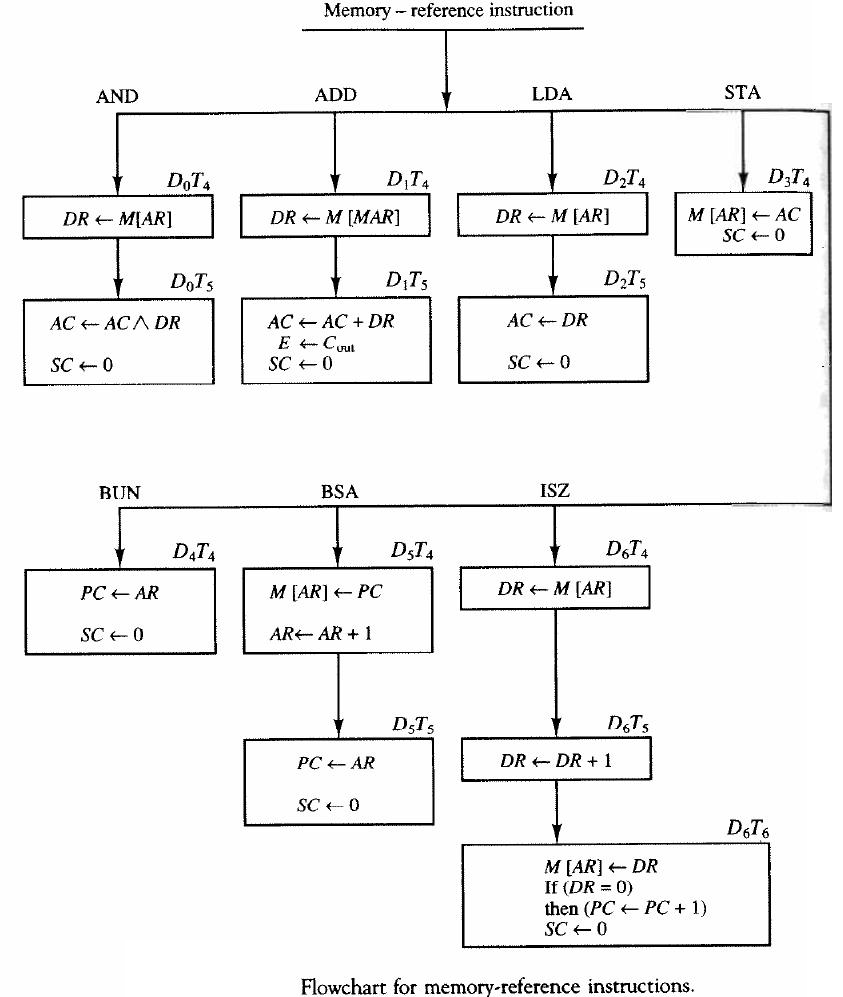 Memory – reference instruction
AND
ADD
LDA
STA
D₀T₄
D₁T₄
D₂T₄
D₃T₄
DR ← M[AR]
DR ← M [MAR]
DR ← M [AR]
M [AR] ← AC
SC ← 0
D₀T₅
D₁T₅
D₂T₅
AC ← AC ∧ DR
SC ← 0
AC ← AC + DR
E ← Cout
SC ← 0
AC ← DR
SC ← 0
BUN
BSA
ISZ
D₄T₄
D₅T₄
D₆T₄
PC ← AR
SC ← 0
M [AR] ← PC
AR ← AR + 1
DR ← M [AR]
D₅T₅
D₆T₅
PC ← AR
SC ← 0
DR ← DR + 1
D₆T₆
M [AR] ← DR
If (DR = 0)
then (PC ← PC + 1)
SC ← 0
Flowchart for memory-reference instructions.